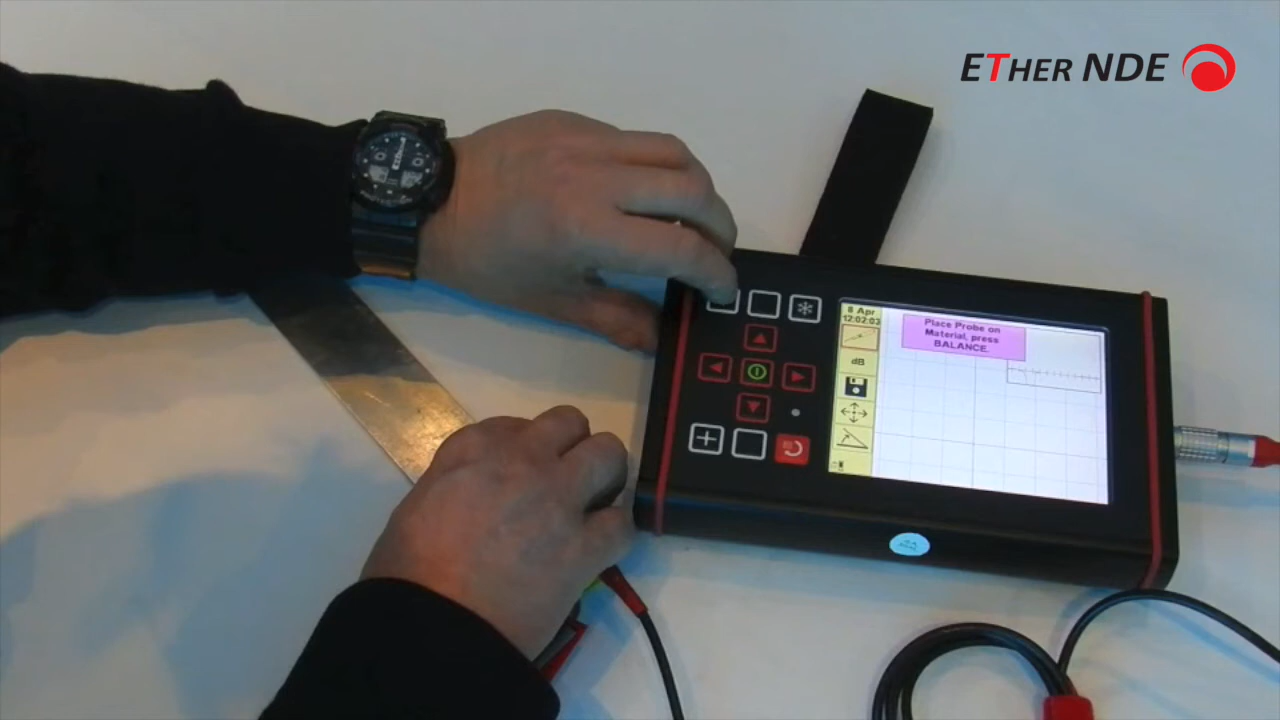 ETHER NDE
8 Apr
12:02:03
Place Probe on
Material, press
BALANCE.
dB